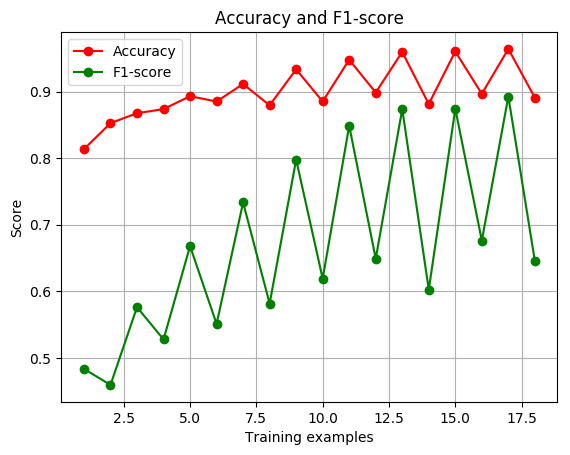 Accuracy and F1-score
Accuracy
F1-score
0.9
0.8
0.7
0.6
0.5
Score
2.5 5.0 7.5 10.0 12.5 15.0 17.5
Training examples